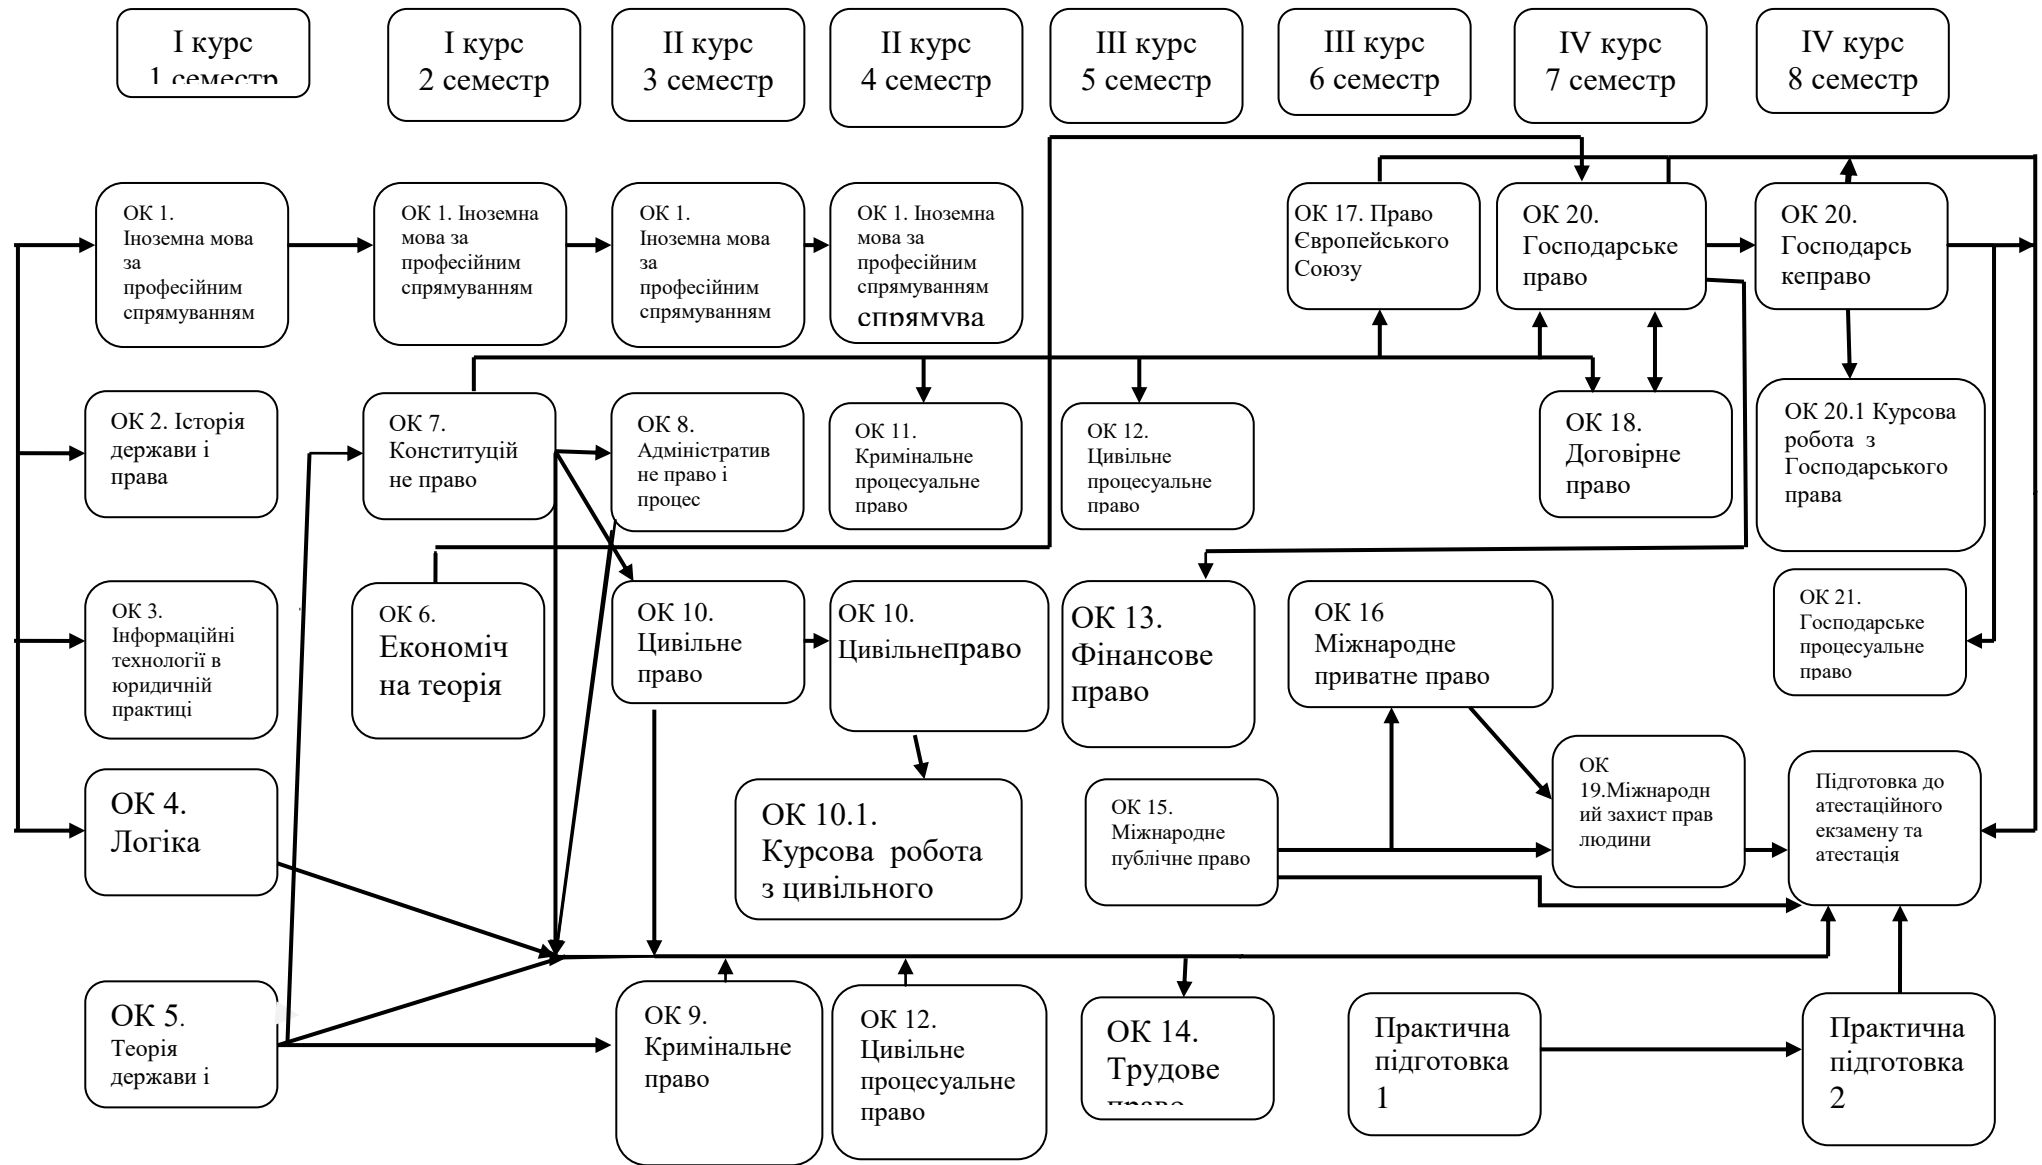 І курс
1 семестр
І курс
2 семестр
ІІ курс
3 семестр
ІІ курс
4 семестр
ІІІ курс
5 семестр
ІІІ курс
6 семестр
ІV курс
7 семестр
ІV курс
8 семестр
ОК 1.
Іноземна мова
за
професійним
спрямуванням
ОК 1. Іноземна
мова за
професійним
спрямуванням
ОК 1.
Іноземна мова
за
професійним
спрямуванням
ОК 1. Іноземна
мова за
професійним
спрямуванням
спрямува
ОК 17. Право
Європейського
Союзу
ОК 20.
Господарське
право
ОК 20.
Господарсь
кеправо
ОК 2. Історія
держави і
права
ОК 7.
Конституцій
не право
ОК 8.
Адміністратив
не право і
процес
ОК 11.
Кримінальне
процесуальне
право
ОК 12.
Цивільне
процесуальне
право
ОК 18.
Договірне
право
ОК 20.1 Курсова
робота з
Господарського
права
ОК 3.
Інформаційні
технології в
юридичній
практиці
ОК 6.
Економіч
на теорія
ОК 10.
Цивільне
право
ОК 10.
Цивільнеправо
ОК 13.
Фінансове
право
ОК 16
Міжнародне
приватне право
ОК 21.
Господарське
процесуальне
право
ОК 4.
Логіка
ОК 10.1.
Курсова робота
з цивільного
ОК 15.
Міжнародне
публічне право
ОК
19.Міжнародн
ий захист прав
людини
Підготовка до
атестаційного
екзамену та
атестація
ОК 5.
Теорія
держави і
ОК 9.
Кримінальне
право
ОК 12.
Цивільне
процесуальне
право
ОК 14.
Трудове
право
Практична
підготовка
1
Практична
підготовка
2